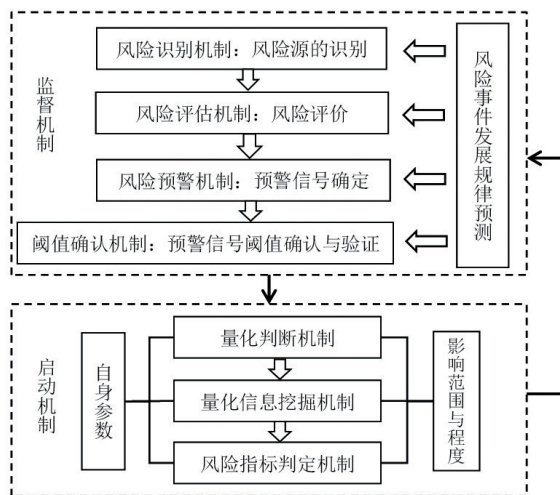 监督机制
风险识别机制：风险源的识别
风险评估机制：风险评价
风险预警机制：预警信号确定
阈值确认机制：预警信号阈值确认与验证
风险事件发展规律预测
启动机制
自身参数
量化判断机制
量化信息挖掘机制
风险指标判定机制
影响范围与程度